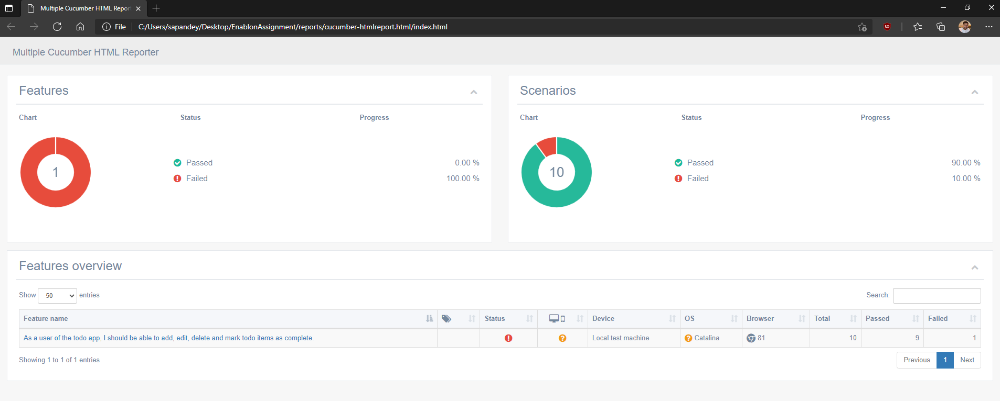 Multiple Cucumber HTML Repor
File C:/Users/sapandey/Desktop/EnablonAssignment/reports/cucumber-htmlreport.html/index.html
Multiple Cucumber HTML Reporter
Features
Chart Status Progress
1
Passed 0.00 %
Failed 100.00 %
Scenarios
Chart Status Progress
10
Passed 90.00 %
Failed 10.00 %
Features overview
Show 50 entries Search:
Feature name Status Device OS Browser Total Passed Failed
As a user of the todo app, I should be able to add, edit, delete and mark todo items as complete. Local test machine Catalina 81 10 9 1
Showing 1 to 1 of 1 entries Previous 1 Next